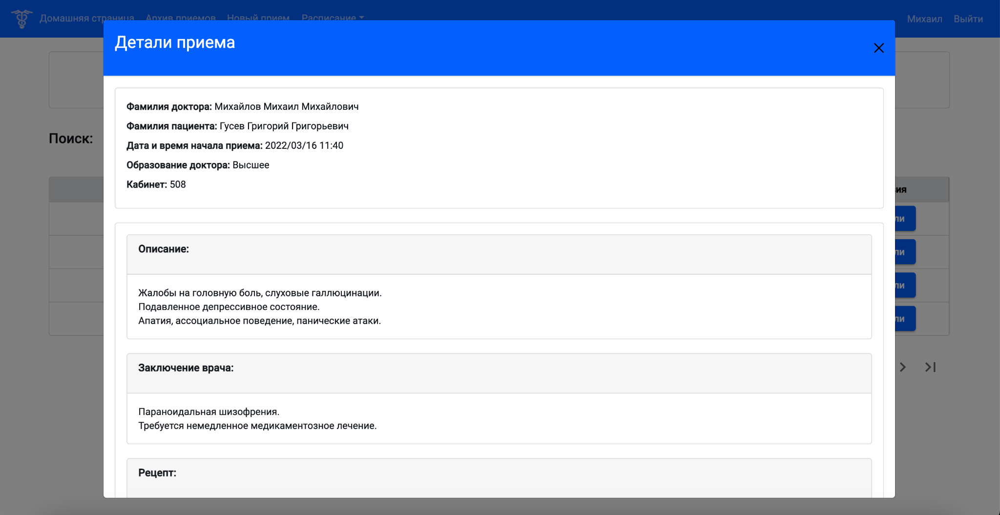 Домашняя страница Архив приемов Новый прием Расписание Михаил Выйти
Детали приема
Фамилия доктора: Михайлов Михаил Михайлович
Фамилия пациента: Гусев Григорий Григорьевич
Поиск:
Дата и время начала приема: 2022/03/16 11:40
Образование доктора: Высшее
Кабинет: 508
вия
Описание:
ли
Жалобы на головную боль, слуховые галлюцинации.
Подавленное депрессивное состояние.
Апатия, ассоциальное поведение, панические атаки.
ли
ли
ли
Заключение врача:
Параноидальная шизофрения.
Требуется немедленное медикаментозное лечение.
Рецепт: